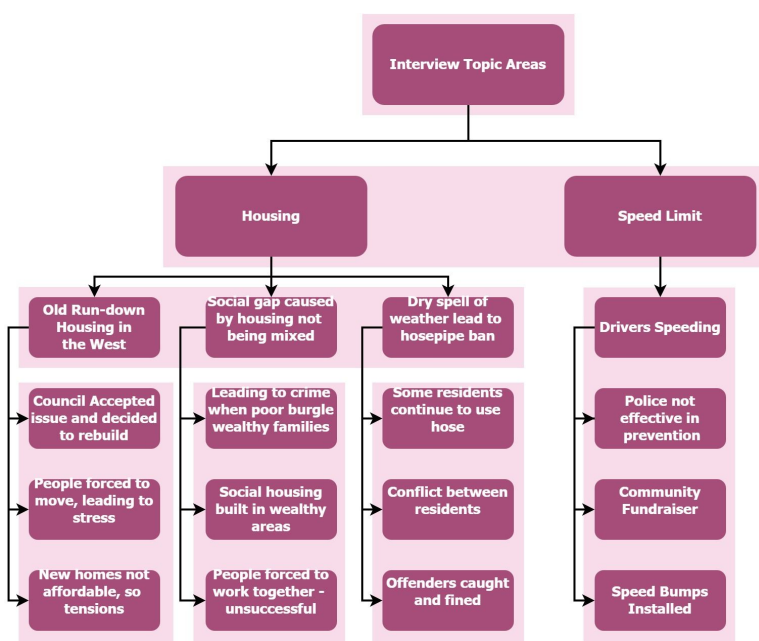 Interview Topic Areas
Housing
Speed Limit
Old Run-down
Housing in
the West
Social gap caused
by housing not
being mixed
Dry spell of
weather lead to
hosepipe ban
Drivers Speeding
Council Accepted
issue and decided
to rebuild
Leading to crime
when poor burgle
wealthy families
Some residents
continue to use
hose
Police not
effective in
prevention
People forced to
move, leading to
stress
Social housing
built in wealthy
areas
Conflict between
residents
Community
Fundraiser
New homes not
affordable, so
tensions
People forced to
work together -
unsuccessful
Offenders caught
and fined
Speed Bumps
Installed